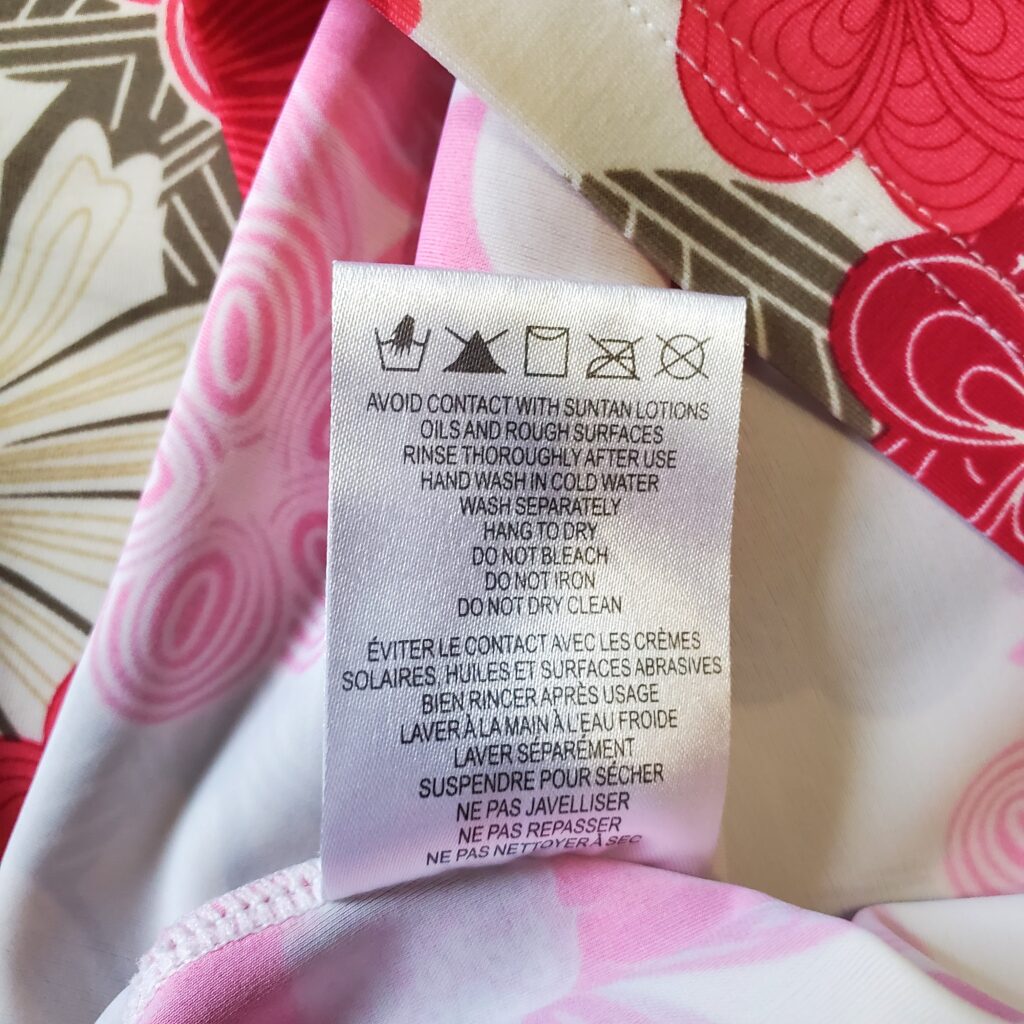 AVOID CONTACT WITH SUNTAN LOTIONS
OILS AND ROUGH SURFACES
RINSE THOROUGHLY AFTER USE
HAND WASH IN COLD WATER
WASH SEPARATELY
HANG TO DRY
DO NOT BLEACH
DO NOT IRON
DO NOT DRY CLEAN
ÉVITER LE CONTACT AVEC LES CRÈMES
SOLAIRES, HUILES ET SURFACES ABRASIVES
BIEN RINCER APRÈS USAGE
LAVER À LA MAIN À L'EAU FROIDE
LAVER SÉPARÉMENT
SUSPENDRE POUR SÉCHER
NE PAS JAVELLISER
NE PAS REPASSER
NE PAS NETTOYER À SEC